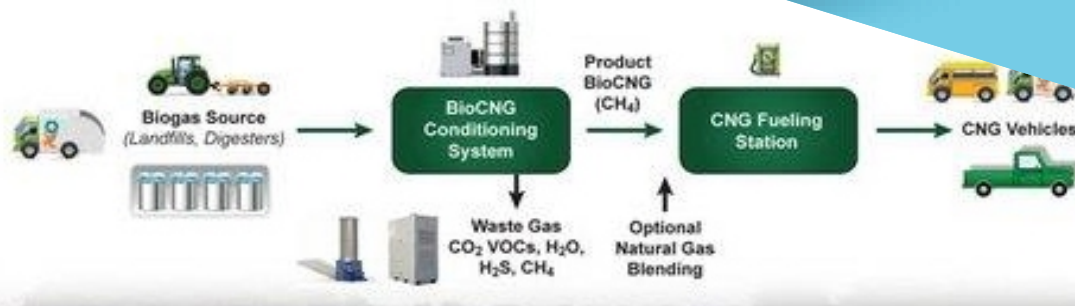 Biogas Source
(Landfills, Digesters)
BioCNG
Conditioning
System
Product
BioCNG
(CH₄)
CNG Fueling
Station
CNG Vehicles
Waste Gas
CO₂ VOCs, H₂O,
H₂S, CH₄
Optional
Natural Gas
Blending